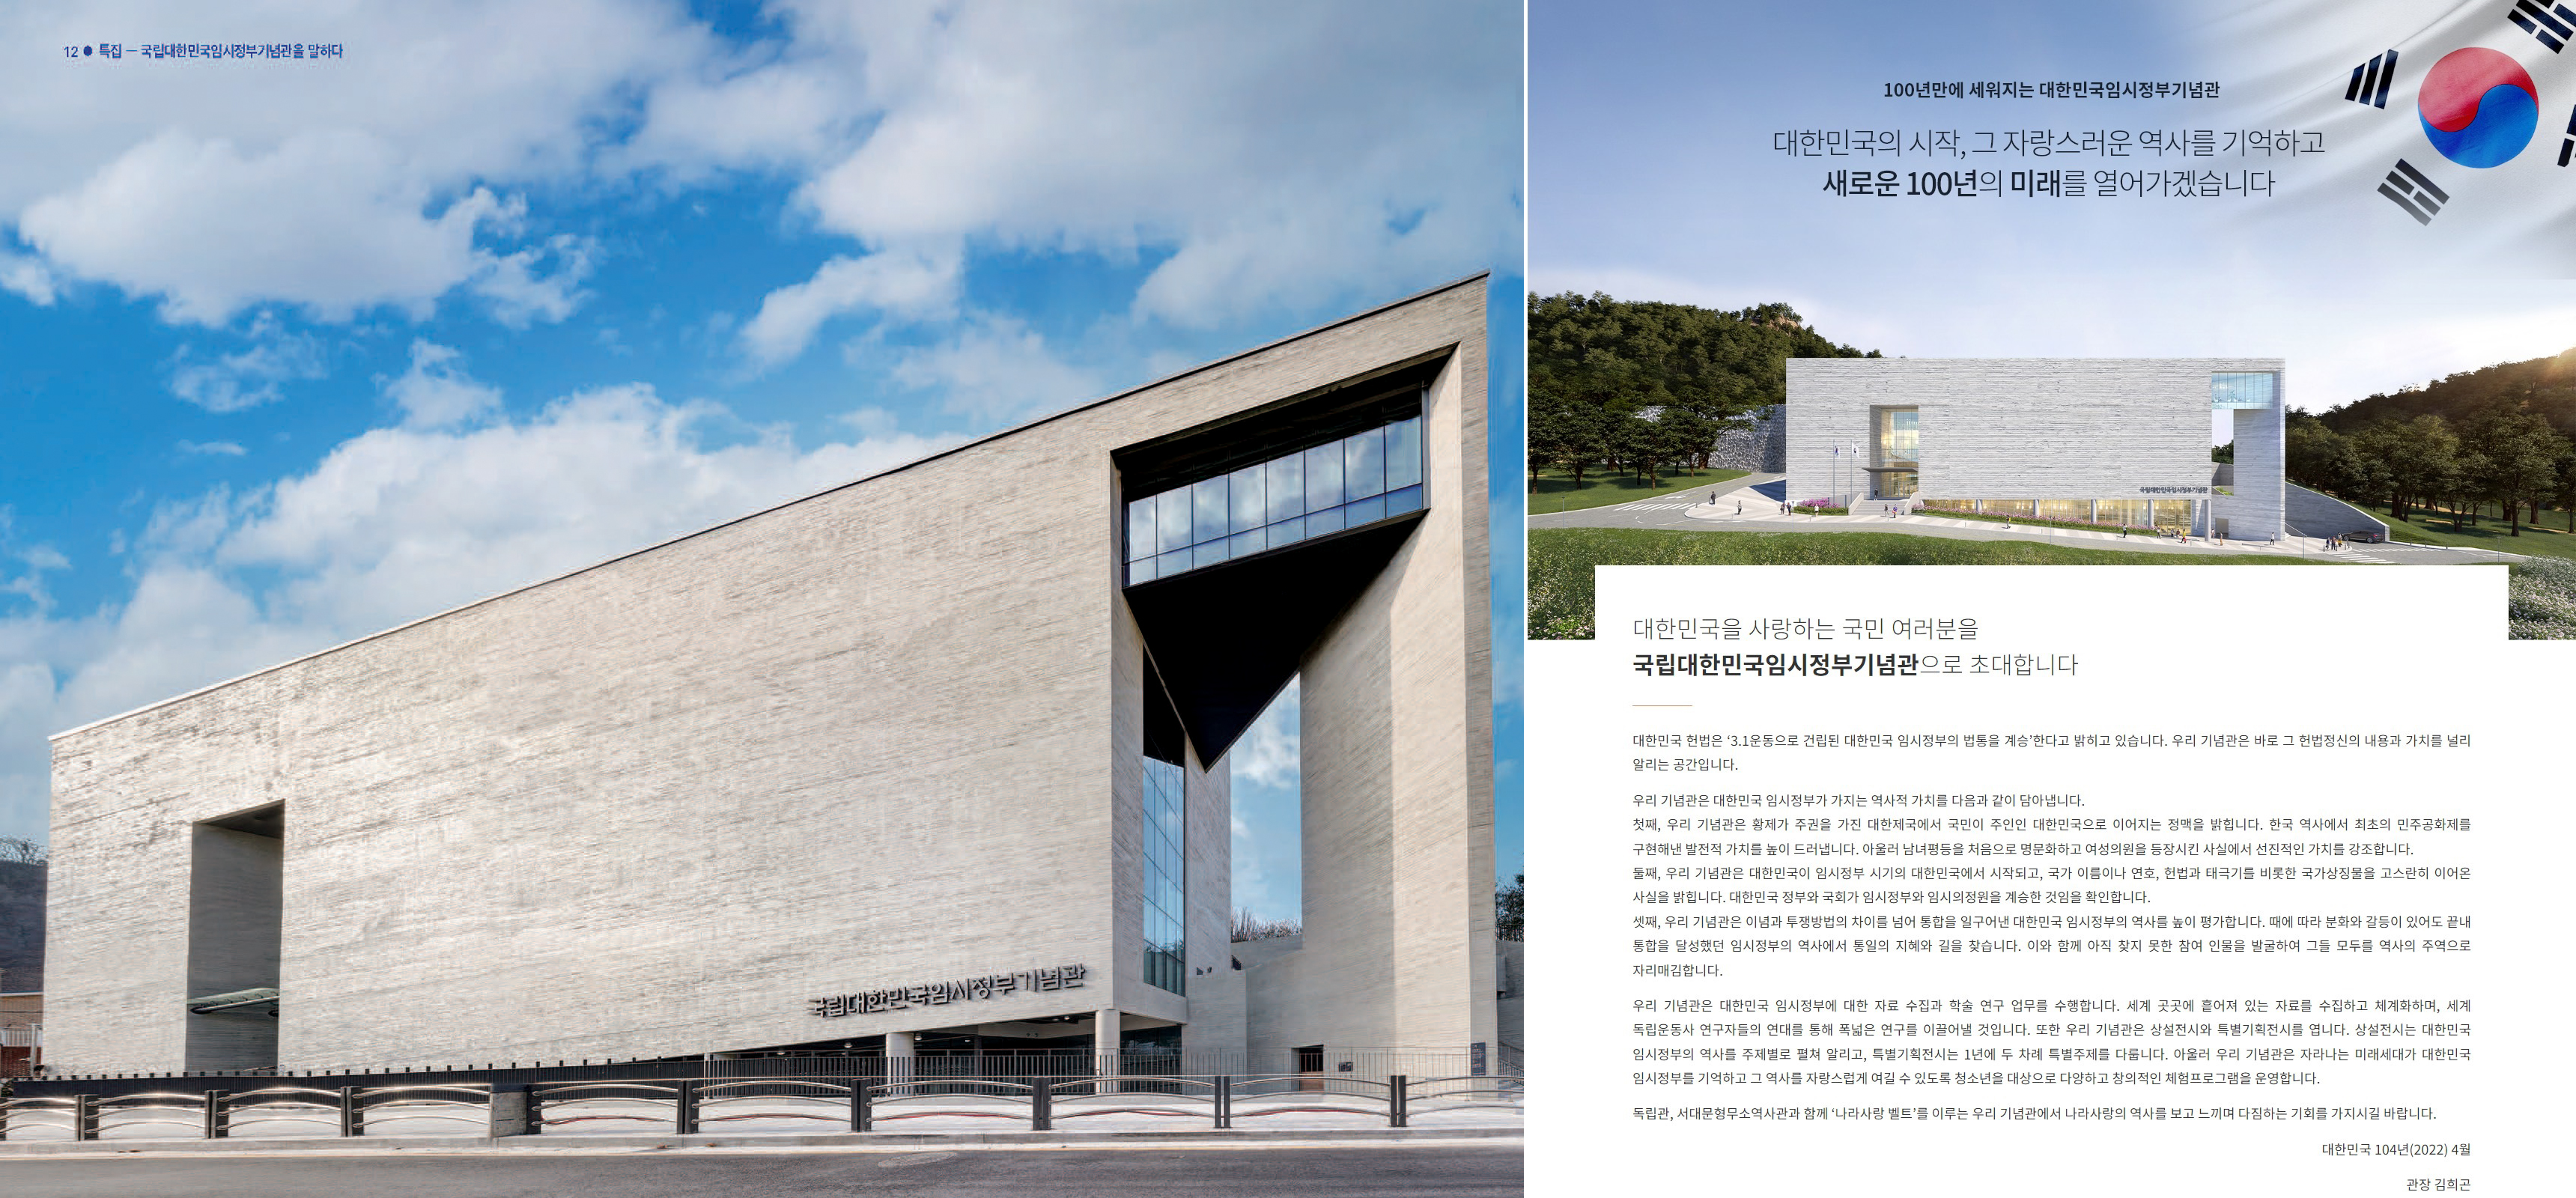 12 ● 특집 — 국립대한민국임시정부기념관을 말하다
국립대한민국임시정부기념관
100년만에 세워지는 대한민국임시정부기념관
대한민국의 시작, 그 자랑스러운 역사를 기억하고
새로운 100년의 미래를 열어가겠습니다
국립대한민국임시정부기념관
대한민국을 사랑하는 국민 여러분을
국립대한민국임시정부기념관으로 초대합니다
대한민국 헌법은 ‘3.1운동으로 건립된 대한민국 임시정부의 법통을 계승’한다고 밝히고 있습니다. 우리 기념관은 바로 그 헌법정신의 내용과 가치를 널리
알리는 공간입니다.
우리 기념관은 대한민국 임시정부가 가지는 역사적 가치를 다음과 같이 담아냅니다.
첫째, 우리 기념관은 황제가 주권을 가진 대한제국에서 국민이 주인인 대한민국으로 이어지는 정맥을 밝힙니다. 한국 역사에서 최초의 민주공화제를
구현해낸 발전적 가치를 높이 드러냅니다. 아울러 남녀평등을 처음으로 명문화하고 여성의원을 등장시킨 사실에서 선진적인 가치를 강조합니다.
둘째, 우리 기념관은 대한민국이 임시정부 시기의 대한민국에서 시작되고, 국가 이름이나 연호, 헌법과 태극기를 비롯한 국가상징물을 고스란히 이어온
사실을 밝힙니다. 대한민국 정부와 국회가 임시정부와 임시의정원을 계승한 것임을 확인합니다.
셋째, 우리 기념관은 이념과 투쟁방법의 차이를 넘어 통합을 일구어낸 대한민국 임시정부의 역사를 높이 평가합니다. 때에 따라 분화와 갈등이 있어도 끝내
통합을 달성했던 임시정부의 역사에서 통일의 지혜와 길을 찾습니다. 이와 함께 아직 찾지 못한 참여 인물을 발굴하여 그들 모두를 역사의 주역으로
자리매김합니다.
우리 기념관은 대한민국 임시정부에 대한 자료 수집과 학술 연구 업무를 수행합니다. 세계 곳곳에 흩어져 있는 자료를 수집하고 체계화하며, 세계
독립운동사 연구자들의 연대를 통해 폭넓은 연구를 이끌어낼 것입니다. 또한 우리 기념관은 상설전시와 특별기획전시를 엽니다. 상설전시는 대한민국
임시정부의 역사를 주제별로 펼쳐 알리고, 특별기획전시는 1년에 두 차례 특별주제를 다룹니다. 아울러 우리 기념관은 자라나는 미래세대가 대한민국
임시정부를 기억하고 그 역사를 자랑스럽게 여길 수 있도록 청소년을 대상으로 다양하고 창의적인 체험프로그램을 운영합니다.
독립관, 서대문형무소역사관과 함께 ‘나라사랑 벨트’를 이루는 우리 기념관에서 나라사랑의 역사를 보고 느끼며 다짐하는 기회를 가지시길 바랍니다.
대한민국 104년(2022) 4월
관장 김희곤